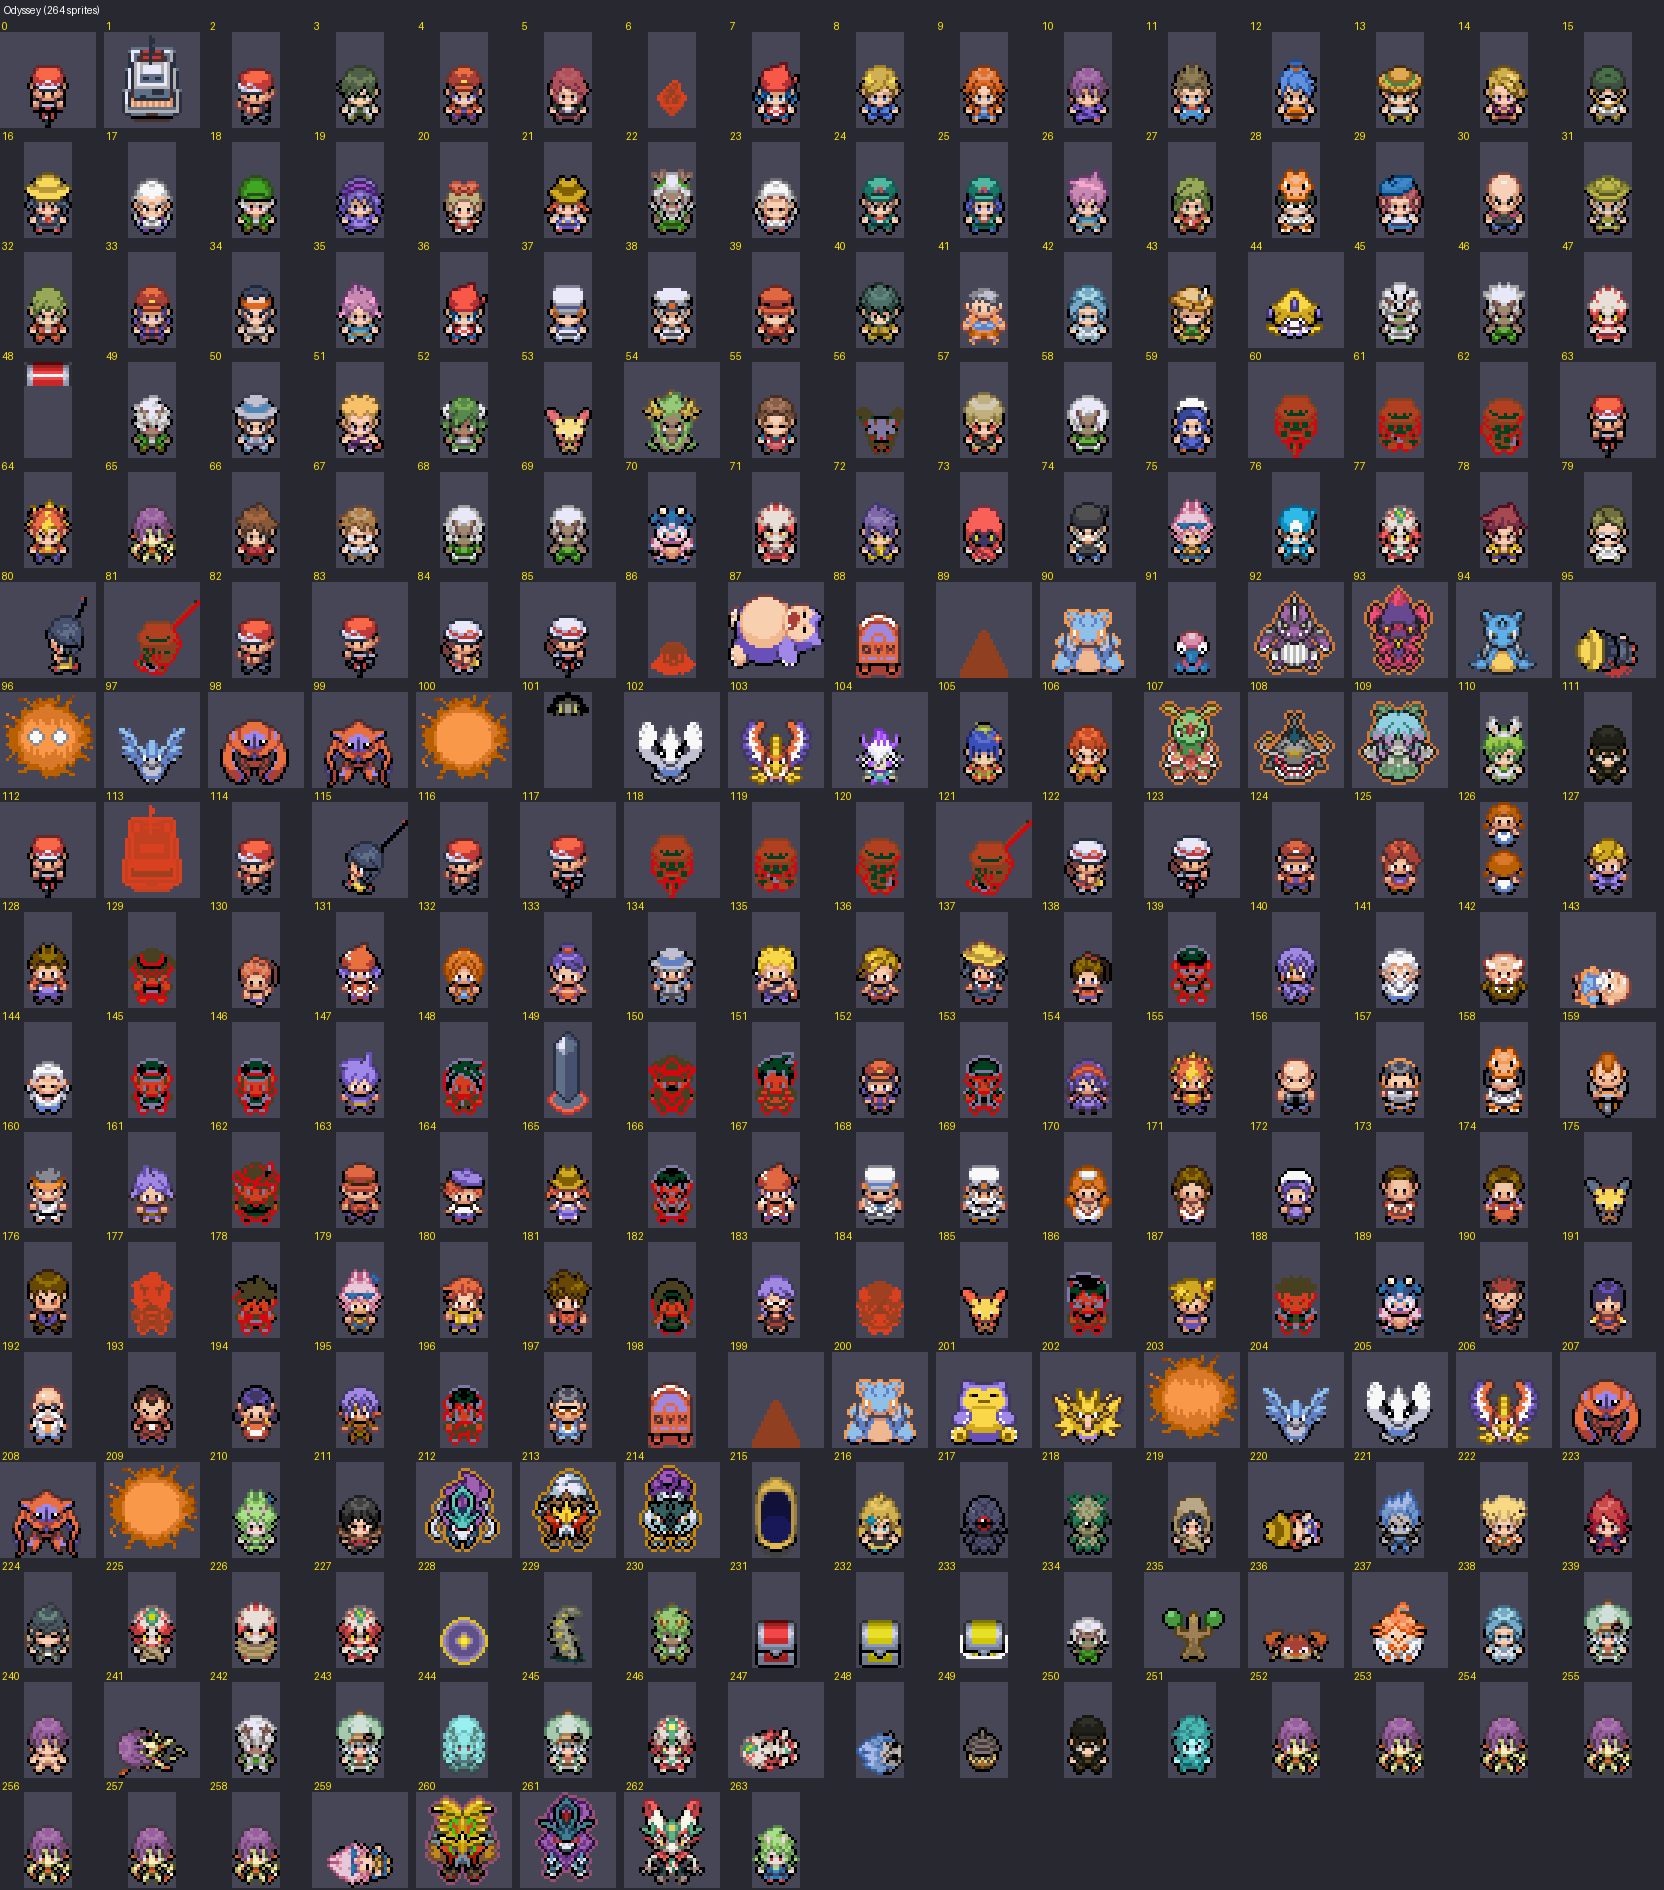 Odyssey (264 sprites)
0 1 2 3 4 5 6 7 8 9 10 11 12 13 14 15
16 17 18 19 20 21 22 23 24 25 26 27 28 29 30 31
32 33 34 35 36 37 38 39 40 41 42 43 44 45 46 47
48 49 50 51 52 53 54 55 56 57 58 59 60 61 62 63
64 65 66 67 68 69 70 71 72 73 74 75 76 77 78 79
80 81 82 83 84 85 86 87 88 89 90 91 92 93 94 95
GYM
96 97 98 99 100 101 102 103 104 105 106 107 108 109 110 111
112 113 114 115 116 117 118 119 120 121 122 123 124 125 126 127
128 129 130 131 132 133 134 135 136 137 138 139 140 141 142 143
144 145 146 147 148 149 150 151 152 153 154 155 156 157 158 159
160 161 162 163 164 165 166 167 168 169 170 171 172 173 174 175
176 177 178 179 180 181 182 183 184 185 186 187 188 189 190 191
192 193 194 195 196 197 198 199 200 201 202 203 204 205 206 207
GYM
208 209 210 211 212 213 214 215 216 217 218 219 220 221 222 223
224 225 226 227 228 229 230 231 232 233 234 235 236 237 238 239
240 241 242 243 244 245 246 247 248 249 250 251 252 253 254 255
256 257 258 259 260 261 262 263